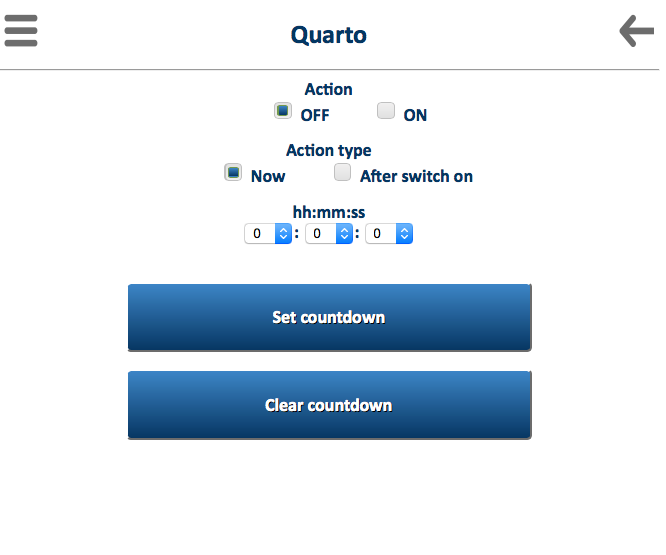 Quarto
Action
OFF ON
Action type
Now After switch on
hh:mm:ss
0 : 0 : 0
Set countdown
Clear countdown